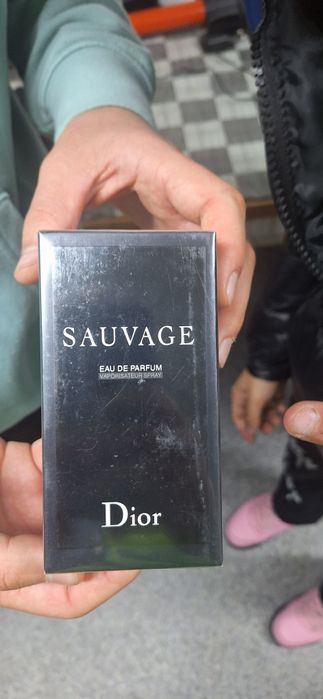 SAUVAGE
EAU DE PARFUM
VAPORISATEUR SPRAY
Dior